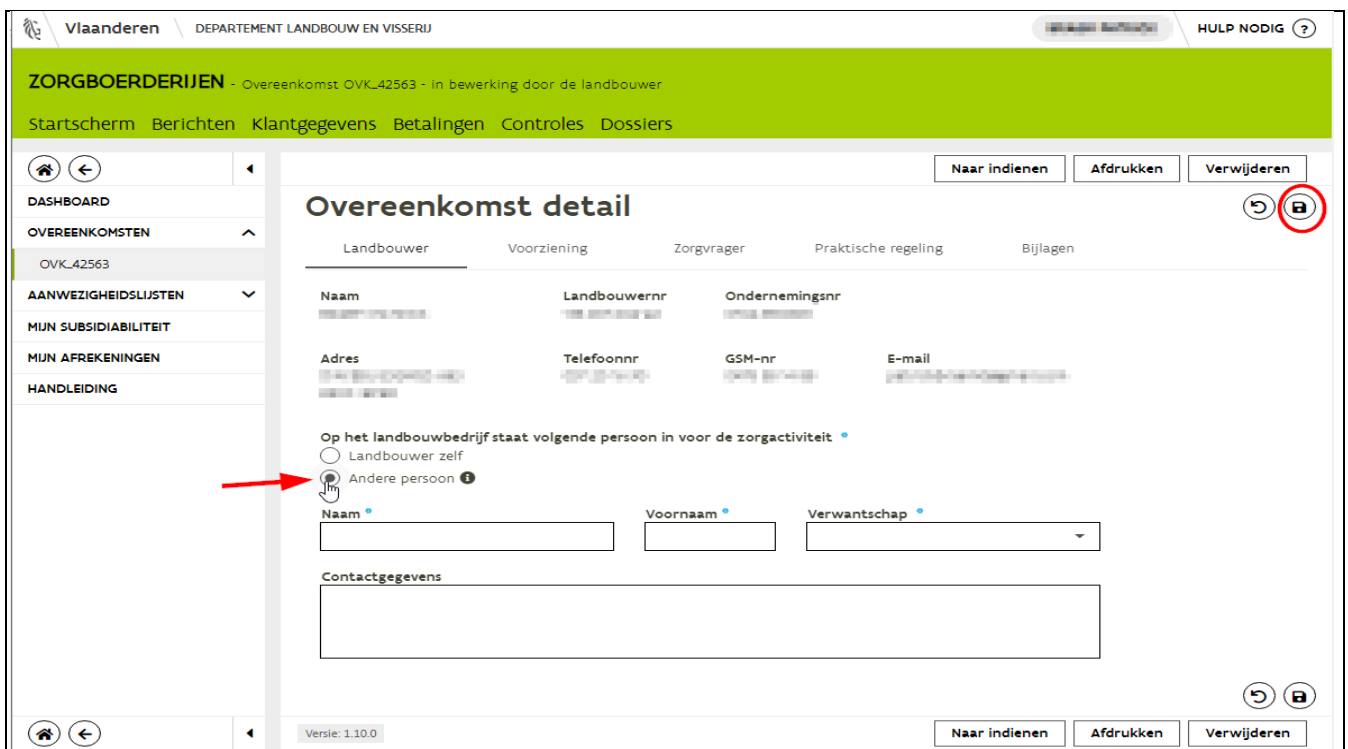 Vlaanderen DEPARTEMENT LANDBOUW EN VISSERIJ HULP NODIG ?
ZORGBOERDERIJEN - Overeenkomst OVK_42563 - in bewerking door de landbouwer
Startscherm Berichten Klantgegevens Betalingen Controles Dossiers
Naar indienen Afdrukken Verwijderen
DASHBOARD
OVEREENKOMSTEN
OVK_42563
AANWEZIGHEIDSLIJSTEN
MIJN SUBSIDIABILITEIT
MIJN AFREKENINGEN
HANDLEIDING
Overeenkomst detail
Landbouwer Voorziening Zorgvrager Praktische regeling Bijlagen
Naam Landbouwernr Ondernemingsnr
Adres Telefoonnr GSM-nr E-mail
Op het landbouwbedrijf staat volgende persoon in voor de zorgactiviteit
Landbouwer zelf
Andere persoon
Naam Voornaam Verwantschap
Contactgegevens
Versie: 1.10.0
Naar indienen Afdrukken Verwijderen